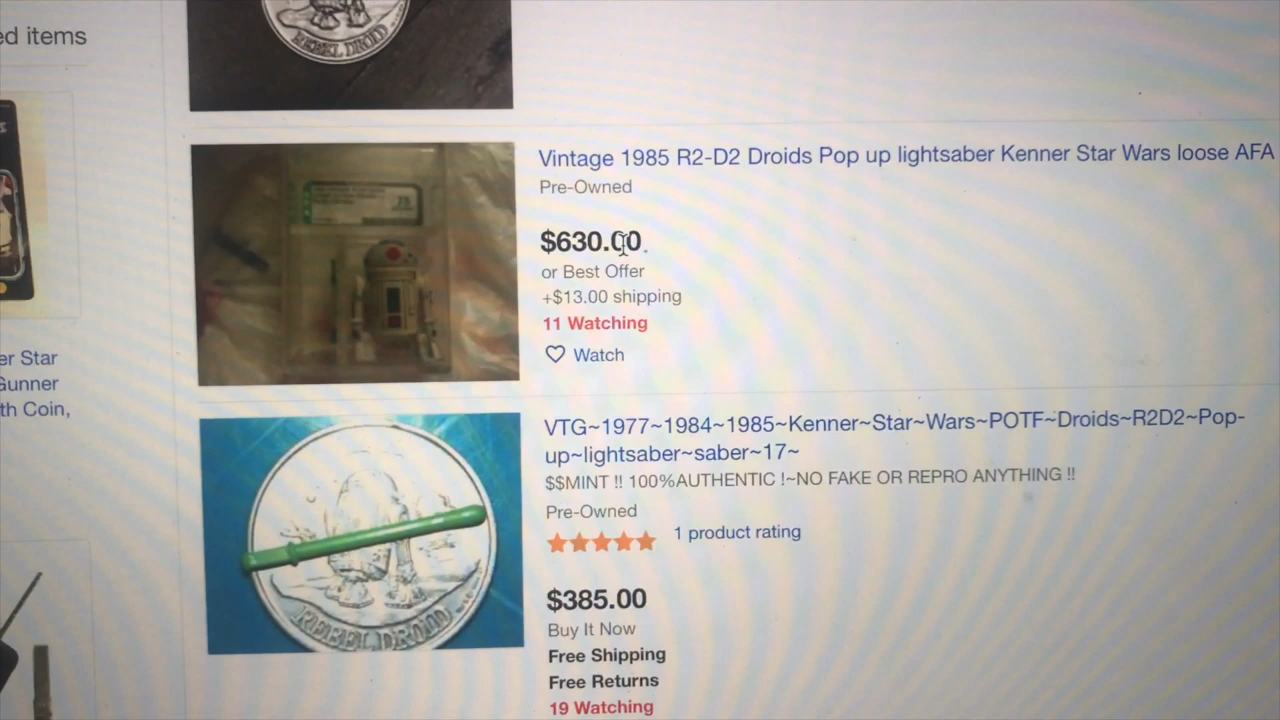 ed items
REBEL DROID
Vintage 1985 R2-D2 Droids Pop up lightsaber Kenner Star Wars loose AFA
Pre-Owned
$630.00
or Best Offer
+$13.00 shipping
11 Watching
Watch
er Star
Gunner
th Coin,
VTG~1977~1984~1985~Kenner~Star~Wars~POTF~Droids~R2D2~Pop-
up~lightsaber~saber~17~
$$MINT !! 100%AUTHENTIC !~NO FAKE OR REPRO ANYTHING !!
Pre-Owned
1 product rating
REBEL DROID
$385.00
Buy It Now
Free Shipping
Free Returns
19 Watching